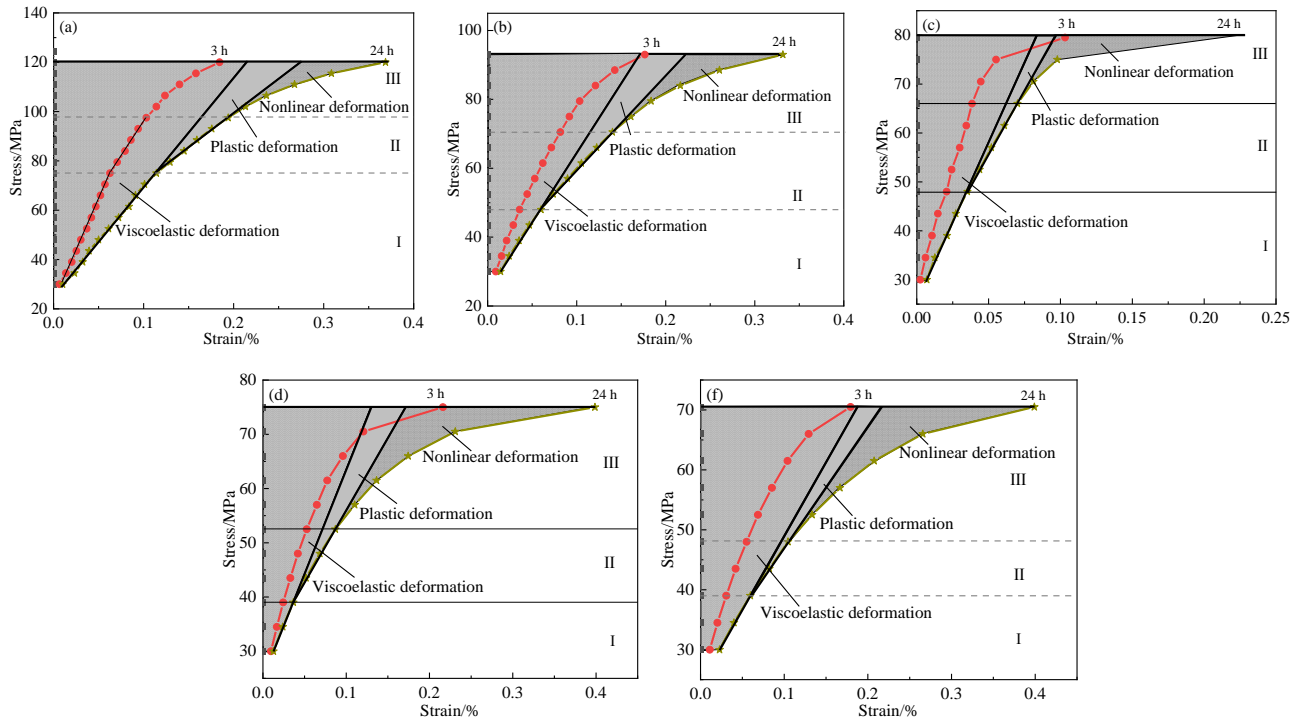 (a)
3 h
24 h
III
Nonlinear deformation
Plastic deformation
II
Viscoelastic deformation
I
140
120
100
80
60
40
20
Stress/MPa
0.0
0.1
0.2
0.3
0.4
Strain/%
(b)
3 h
24 h
Nonlinear deformation
III
Plastic deformation
II
Viscoelastic deformation
I
100
90
80
70
60
50
40
30
20
Stress/MPa
0.0
0.1
0.2
0.3
0.4
Strain/%
(c)
3 h
24 h
III
Nonlinear deformation
Plastic deformation
II
Viscoelastic deformation
I
80
70
60
50
40
30
Stress/MPa
0.00
0.05
0.10
0.15
0.20
0.25
Strain/%
(d)
3 h
24 h
Nonlinear deformation
III
Plastic deformation
II
Viscoelastic deformation
I
80
70
60
50
40
30
Stress/MPa
0.0
0.1
0.2
0.3
0.4
Strain/%
(f)
3 h
24 h
Nonlinear deformation
III
Plastic deformation
II
Viscoelastic deformation
I
70
60
50
40
30
Stress/MPa
0.0
0.1
0.2
0.3
0.4
Strain/%